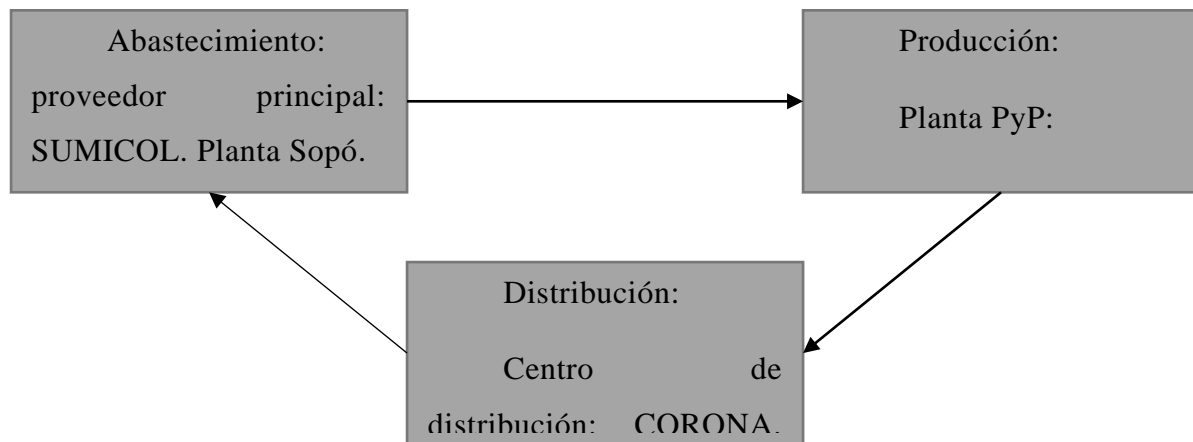 Abastecimiento:
proveedor principal:
SUMICOL. Planta Sopó.
Producción:
Planta PyP:
Distribución:
Centro de
distribución: CORONA.